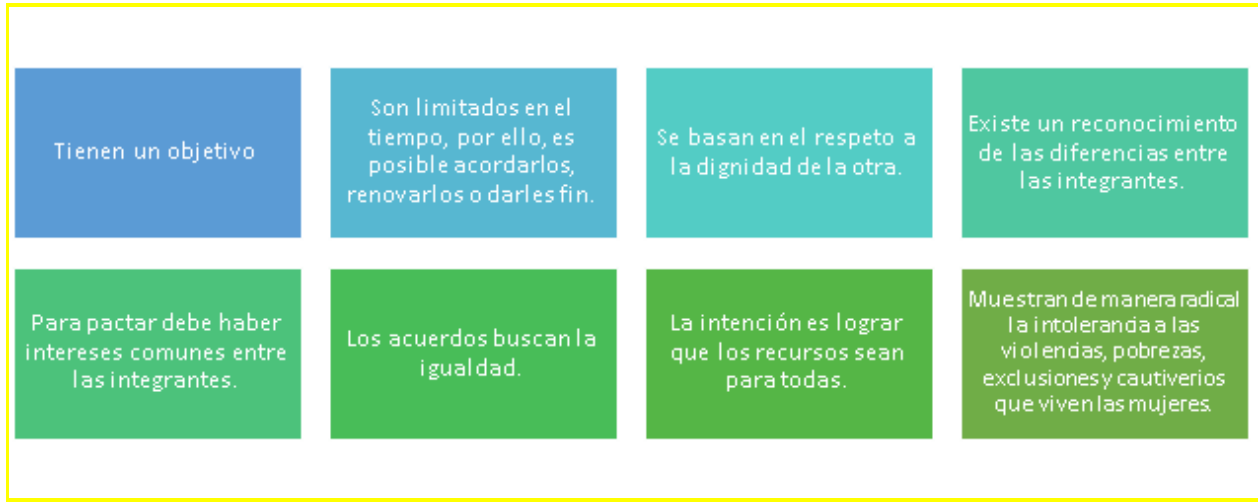 Tienen un objetivo
Son limitados en el
tiempo, por ello, es
posible acordarlos,
renovarlos o darles fin.
Se basan en el respeto a
la dignidad de la otra.
Existe un reconocimiento
de las diferencias entre
las integrantes.
Para pactar debe haber
intereses comunes entre
las integrantes.
Los acuerdos buscan la
igualdad.
La intención es lograr
que los recursos sean
para todas.
Muestran de manera radical
la intolerancia a las
violencias, pobrezas,
exclusiones y cautiverios
que viven las mujeres.